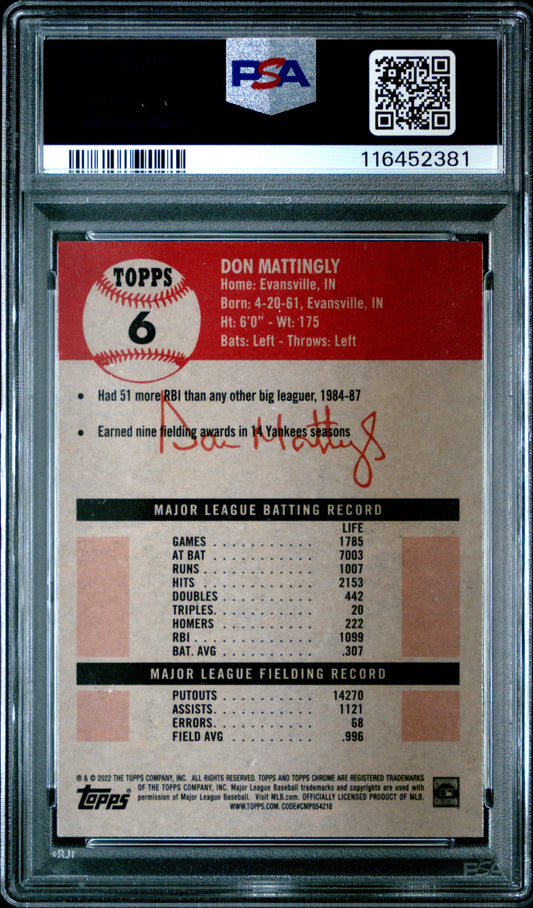 PSA
116452381
TOPPS
6
DON MATTINGLY
Home: Evansville, IN
Born: 4-20-61, Evansville, IN
Ht: 6'0" - Wt: 175
Bats: Left - Throws: Left
• Had 51 more RBI than any other big leaguer, 1984-87
• Earned nine fielding awards in 14 Yankees seasons
Don Mattingly
MAJOR LEAGUE BATTING RECORD
LIFE
GAMES . . . . . . . . . . . 1785
AT BAT . . . . . . . . . . . 7003
RUNS . . . . . . . . . . . 1007
HITS . . . . . . . . . . . 2153
DOUBLES . . . . . . . . . . 442
TRIPLES. . . . . . . . . . . 20
HOMERS . . . . . . . . . . 222
RBI . . . . . . . . . . . . 1099
BAT. AVG . . . . . . . . . . .307
MAJOR LEAGUE FIELDING RECORD
PUTOUTS . . . . . . . . . . 14270
ASSISTS. . . . . . . . . . . 1121
ERRORS. . . . . . . . . . . 68
FIELD AVG . . . . . . . . . .996
® & © 2022 THE TOPPS COMPANY, INC. ALL RIGHTS RESERVED. TOPPS AND TOPPS CHROME ARE REGISTERED TRADEMARKS
OF THE TOPPS COMPANY, INC. Major League Baseball trademarks and copyrights are used with
permission of Major League Baseball. Visit MLB.com. OFFICIALLY LICENSED PRODUCT OF MLB.
WWW.TOPPS.COM. CODE#CMP054218
Topps
COLLECTION
PSA